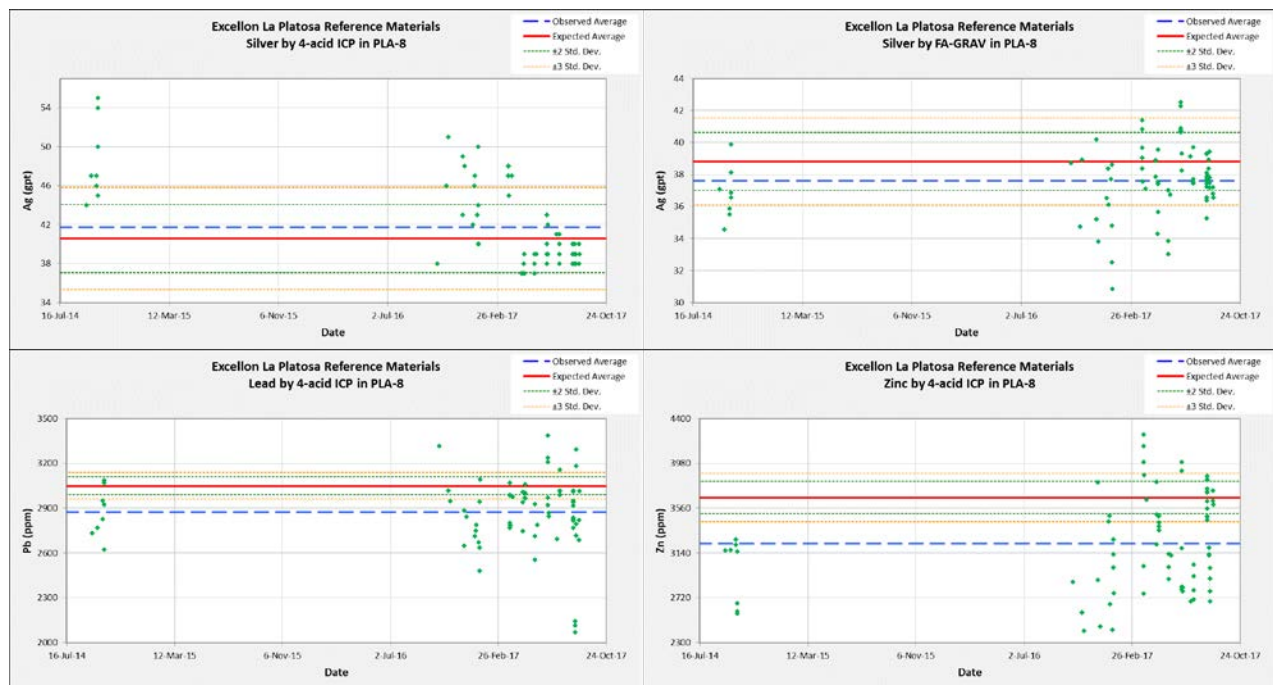 Excellon La Platosa Reference Materials
Silver by 4-acid ICP in PLA-8
Observed Average
Expected Average
±2 Std. Dev.
±3 Std. Dev.
Ag (gpt)
54
50
46
42
38
34
16-Jul-14
12-Mar-15
6-Nov-15
2-Jul-16
26-Feb-17
24-Oct-17
Date
Excellon La Platosa Reference Materials
Silver by FA-GRAV in PLA-8
Observed Average
Expected Average
±2 Std. Dev.
±3 Std. Dev.
Ag (gpt)
44
42
40
38
36
34
32
30
16-Jul-14
12-Mar-15
6-Nov-15
2-Jul-16
26-Feb-17
24-Oct-17
Date
Excellon La Platosa Reference Materials
Lead by 4-acid ICP in PLA-8
Observed Average
Expected Average
±2 Std. Dev.
±3 Std. Dev.
Pb (ppm)
3500
3200
2900
2600
2300
2000
16-Jul-14
12-Mar-15
6-Nov-15
2-Jul-16
26-Feb-17
24-Oct-17
Date
Excellon La Platosa Reference Materials
Zinc by 4-acid ICP in PLA-8
Observed Average
Expected Average
±2 Std. Dev.
±3 Std. Dev.
Zn (ppm)
4400
3980
3560
3140
2720
2300
16-Jul-14
12-Mar-15
6-Nov-15
2-Jul-16
26-Feb-17
24-Oct-17
Date